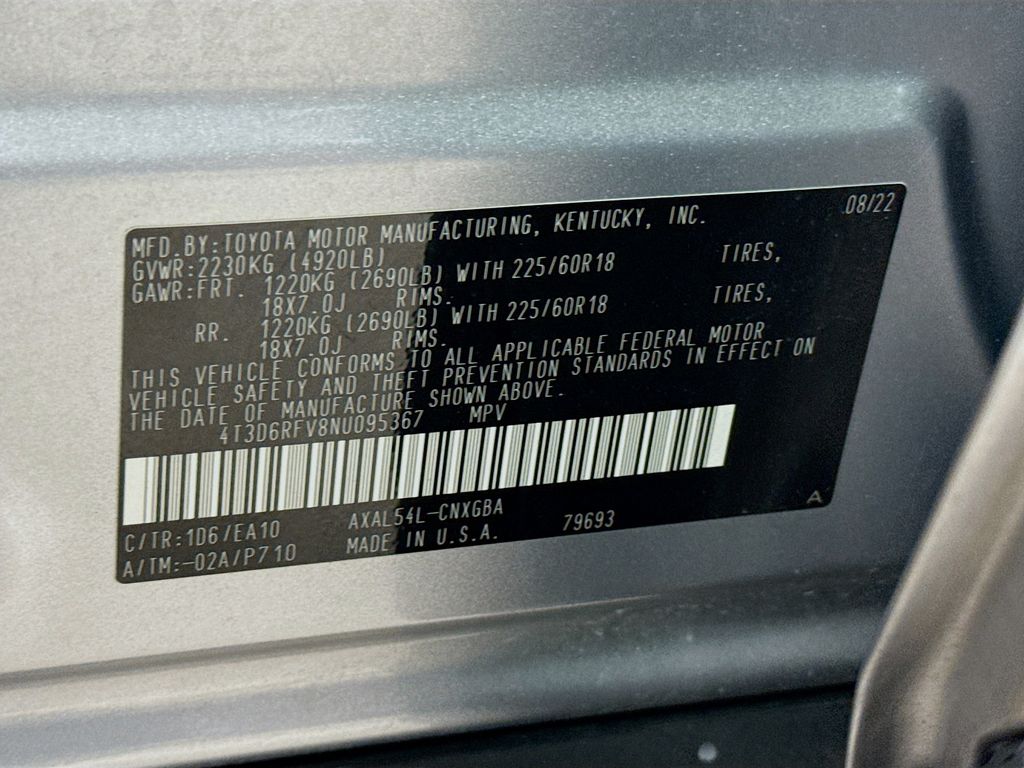 MFD.BY:TOYOTA MOTOR MANUFACTURING, KENTUCKY, INC. 08/22
GVWR:2230KG (4920LB)
GAWR:FRT. 1220KG (2690LB) WITH 225/60R18 TIRES,
18X7.0J RIMS.
RR. 1220KG (2690LB) WITH 225/60R18 TIRES,
18X7.0J RIMS.
THIS VEHICLE CONFORMS TO ALL APPLICABLE FEDERAL MOTOR
VEHICLE SAFETY AND THEFT PREVENTION STANDARDS IN EFFECT ON
THE DATE OF MANUFACTURE SHOWN ABOVE.
4T3D6RFV8NU095367 MPV
C/TR:1D6/EA10 AXAL54L-CNXGBA A
A/TM:-02A/P710 MADE IN U.S.A. 79693